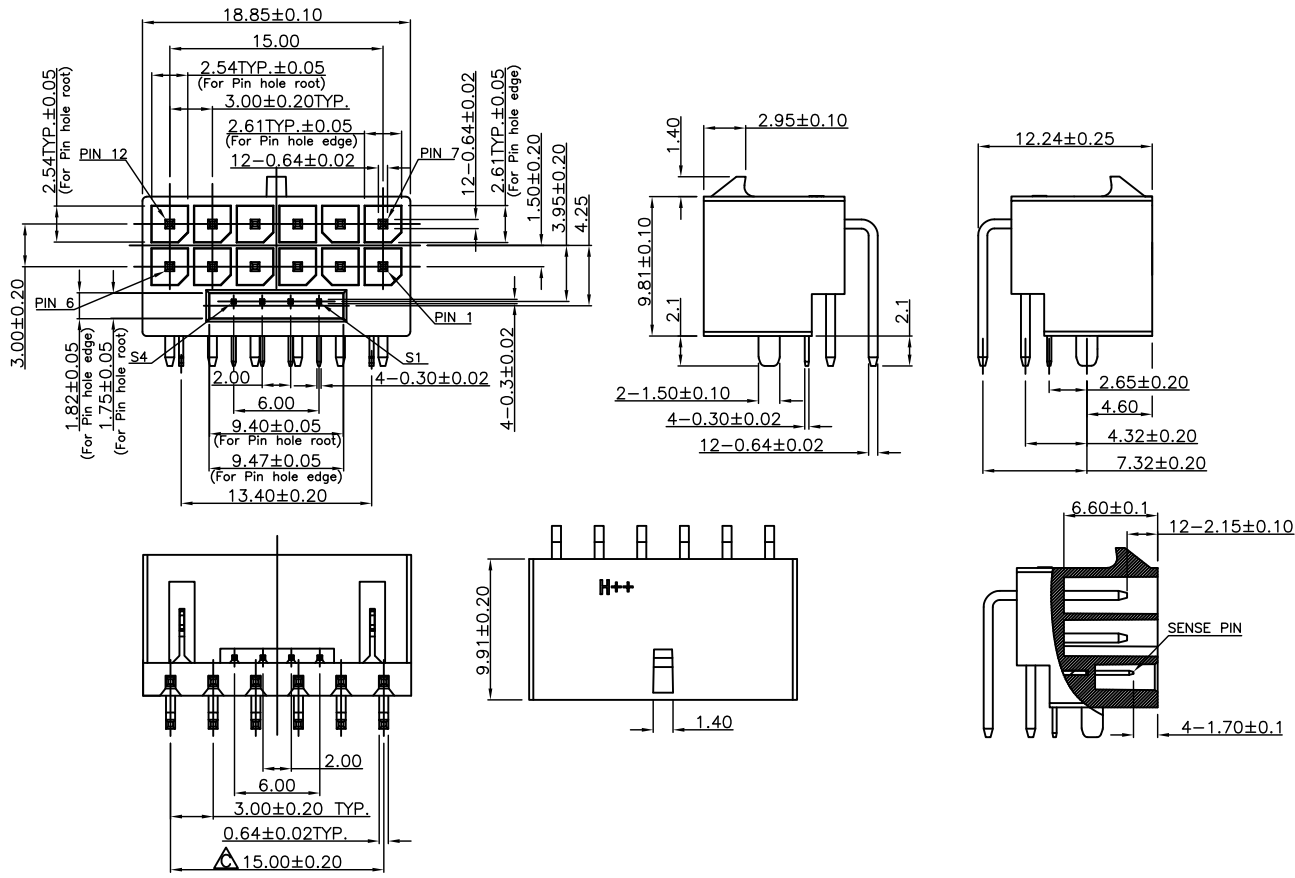 18.85±0.10
15.00
2.54TYP.±0.05
(For Pin hole root)
3.00±0.20TYP.
2.61TYP.±0.05
(For Pin hole edge)
12-0.64±0.02
PIN 12
PIN 7
2.54TYP.±0.05
(For Pin hole root)
12-0.64±0.02
2.61TYP.±0.05
(For Pin hole edge)
1.50±0.20
3.95±0.20
4.25
3.00±0.20
PIN 6
PIN 1
S4
S1
1.82±0.05
(For Pin hole edge)
1.75±0.05
(For Pin hole root)
2.00
4-0.30±0.02
4-0.3±0.02
6.00
9.40±0.05
(For Pin hole root)
9.47±0.05
(For Pin hole edge)
13.40±0.20
1.40
2.95±0.10
9.81±0.10
2.1
2-1.50±0.10
4-0.30±0.02
12-0.64±0.02
12.24±0.25
2.1
2.65±0.20
4.60
4.32±0.20
7.32±0.20
2.00
6.00
3.00±0.20 TYP.
0.64±0.02TYP.
C 15.00±0.20
H++
9.91±0.20
1.40
6.60±0.1
12-2.15±0.10
SENSE PIN
4-1.70±0.1